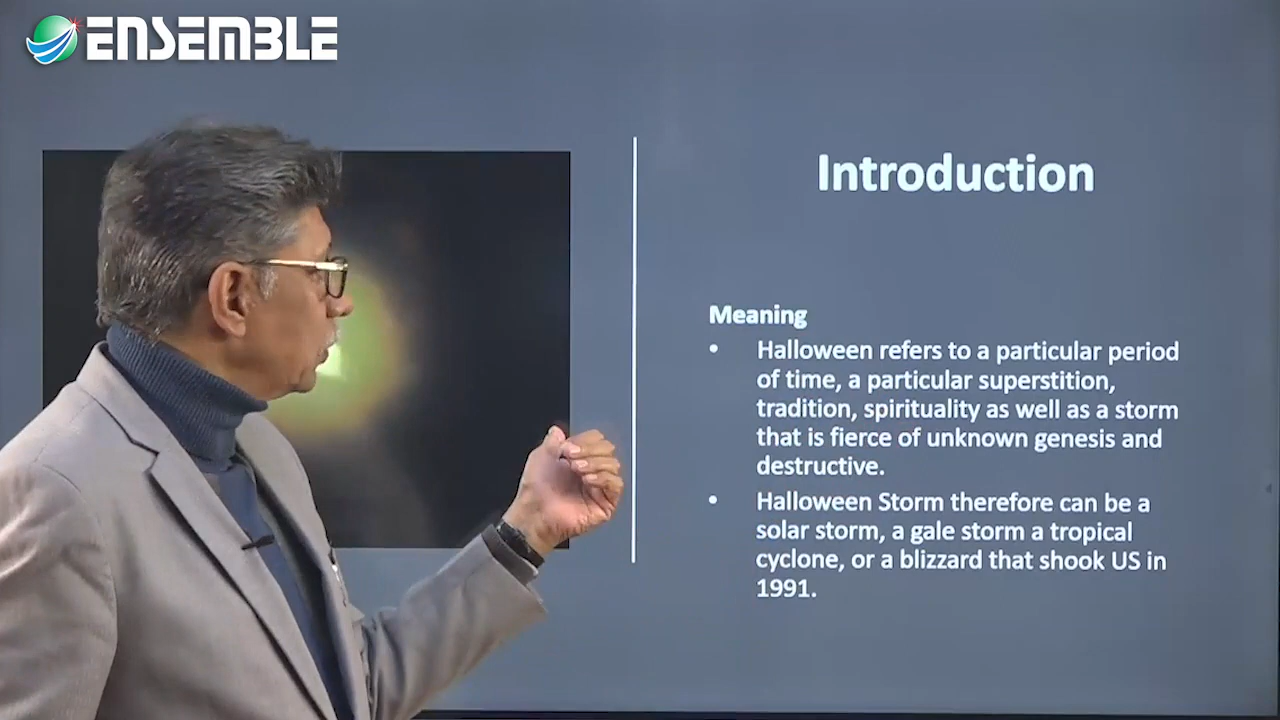 ENSEMBLE
Introduction
Meaning
• Halloween refers to a particular period
of time, a particular superstition,
tradition, spirituality as well as a storm
that is fierce of unknown genesis and
destructive.
• Halloween Storm therefore can be a
solar storm, a gale storm a tropical
cyclone, or a blizzard that shook US in
1991.